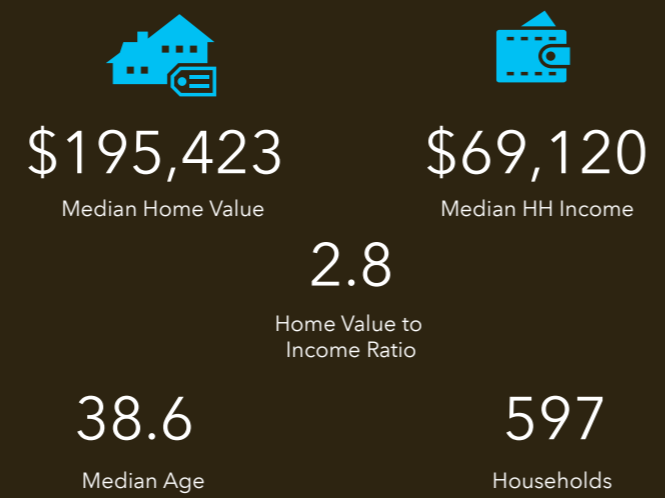 $195,423
Median Home Value
$69,120
Median HH Income
2.8
Home Value to
Income Ratio
38.6
Median Age
597
Households